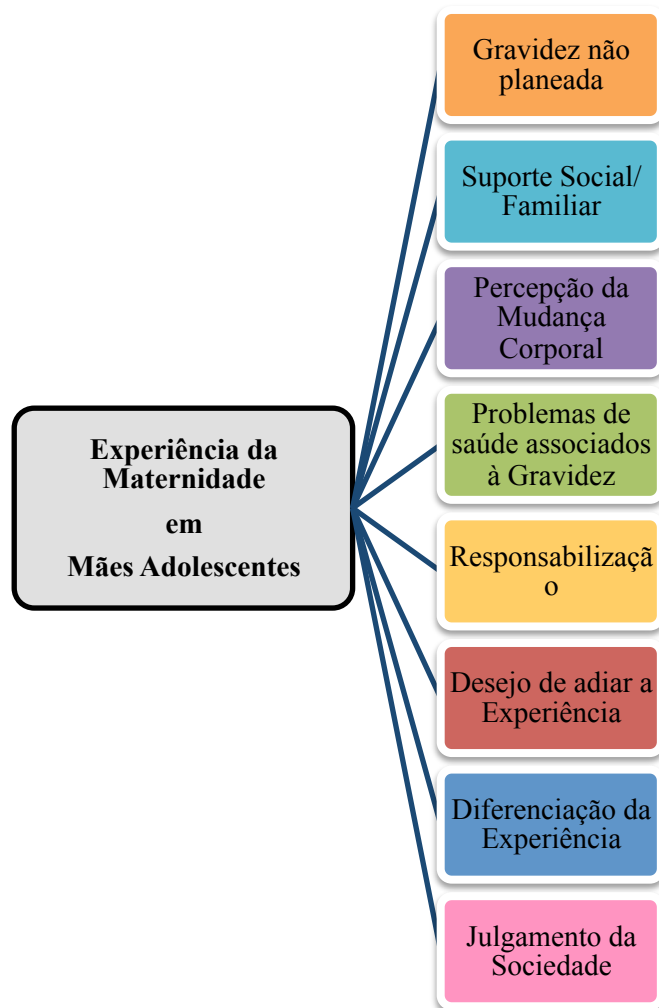 Gravidez não
planeada
Suporte Social/
Familiar
Percepção da
Mudança
Corporal
Problemas de
saúde associados
à Gravidez
Experiência da
Maternidade
em
Mães Adolescentes
Responsabilizaçã
o
Desejo de adiar a
Experiência
Diferenciação da
Experiência
Julgamento da
Sociedade